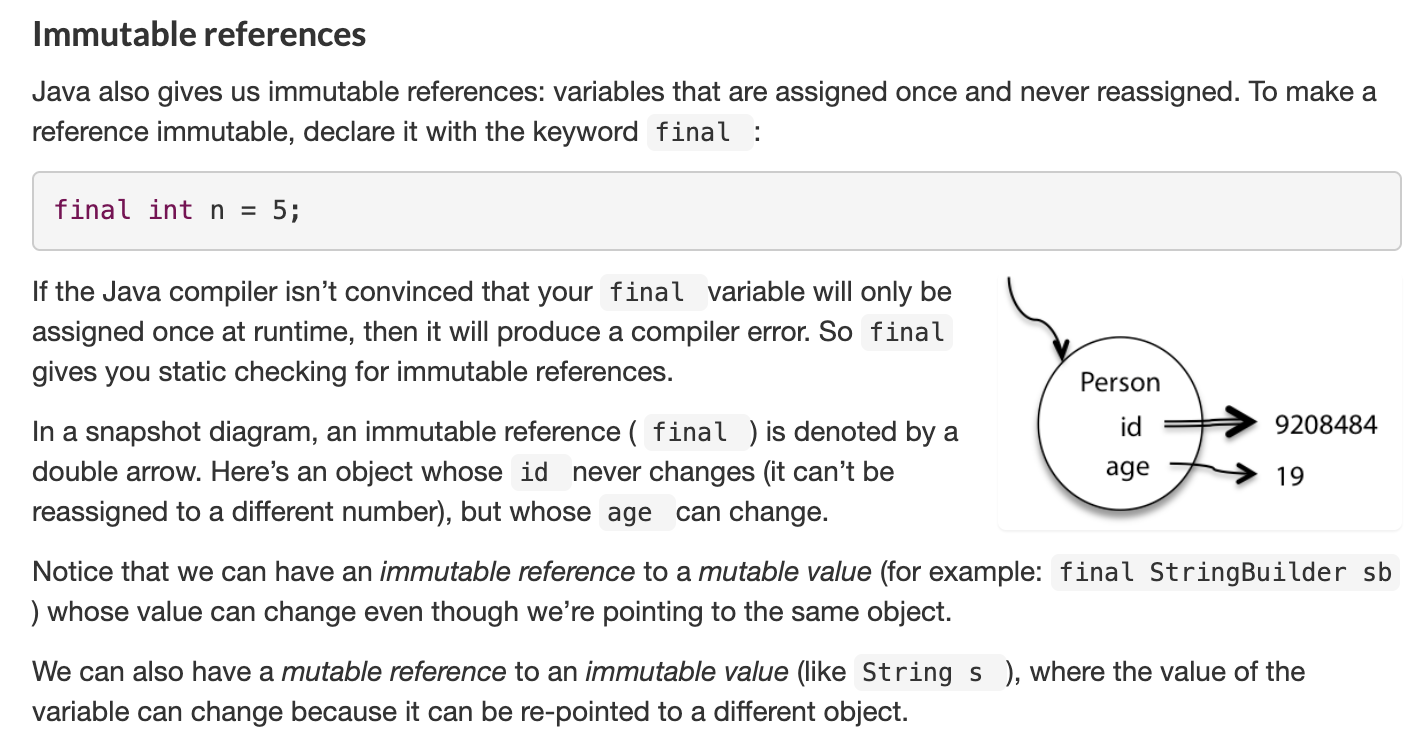 Immutable references
Java also gives us immutable references: variables that are assigned once and never reassigned. To make a
reference immutable, declare it with the keyword final :
final int n = 5;
If the Java compiler isn’t convinced that your final variable will only be
assigned once at runtime, then it will produce a compiler error. So final
gives you static checking for immutable references.
In a snapshot diagram, an immutable reference ( final ) is denoted by a
double arrow. Here’s an object whose id never changes (it can’t be
reassigned to a different number), but whose age can change.
Person
id 9208484
age 19
Notice that we can have an immutable reference to a mutable value (for example: final StringBuilder sb
) whose value can change even though we’re pointing to the same object.
We can also have a mutable reference to an immutable value (like String s ), where the value of the
variable can change because it can be re-pointed to a different object.